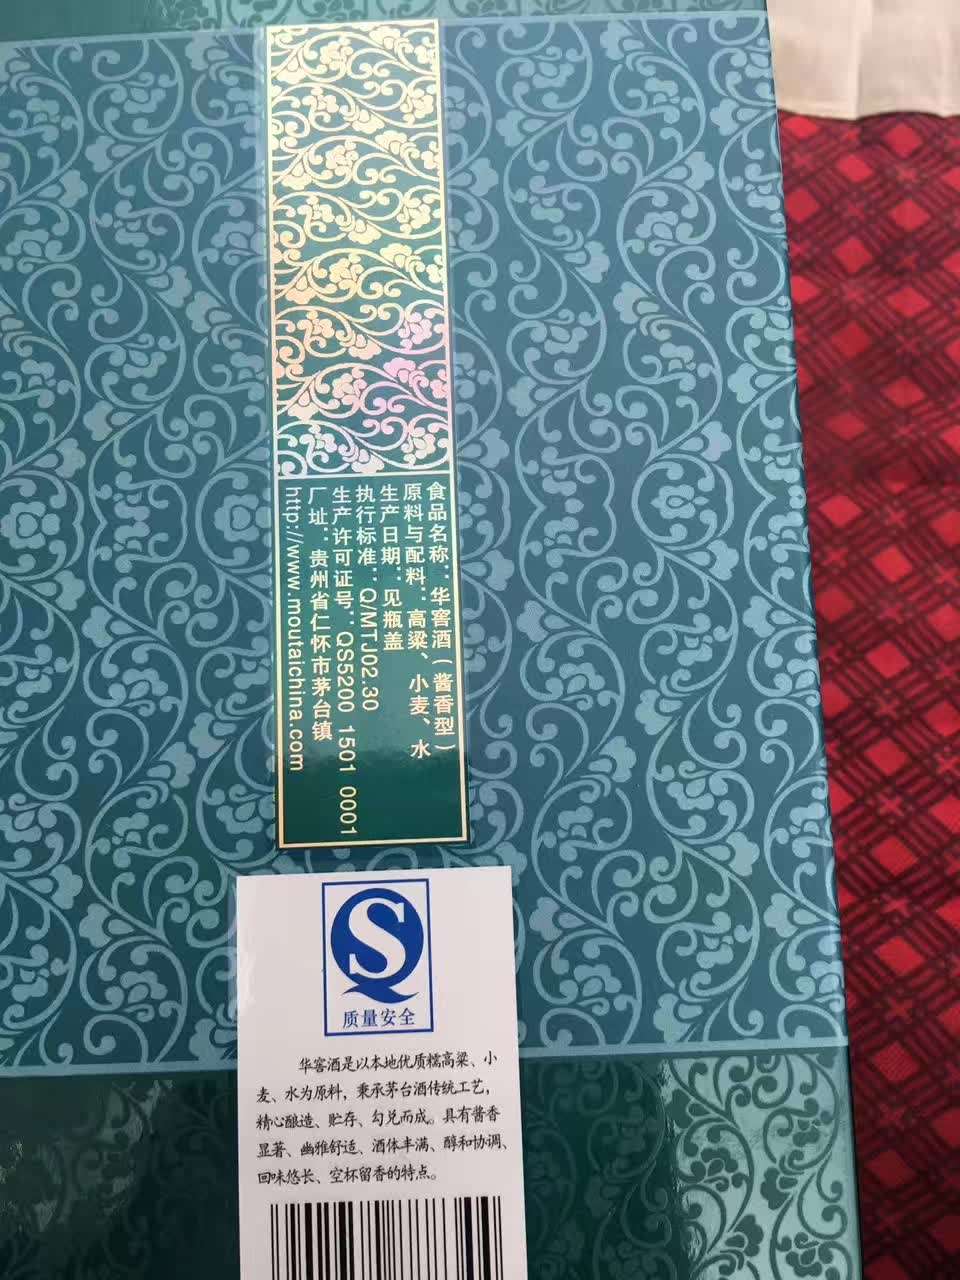 食品名称：华窖酒（酱香型）
原料与配料：高粱、小麦、水
生产日期：见瓶盖
执行标准：Q/MTJ02.30
生产许可证号：QS5200 1501 0001
厂址：贵州省仁怀市茅台镇
http://www.moutaichina.com
QS
质量安全
华窖酒是以本地优质糯高粱、小
麦、水为原料，秉承茅台酒传统工艺，
精心酿造、贮存、勾兑而成。具有酱香
显著、幽雅舒适、酒体丰满、醇和协调、
回味悠长、空杯留香的特点。